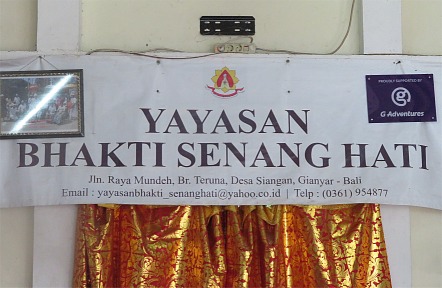 YAYASAN
BHAKTI SENANG HATI
Jln. Raya Mundeh, Br. Teruna, Desa Siangan, Gianyar - Bali
Email : yayasanbhakti_senanghati@yahoo.co.id | Telp : (0361) 954877
PROUDLY SUPPORTED BY
G Adventures